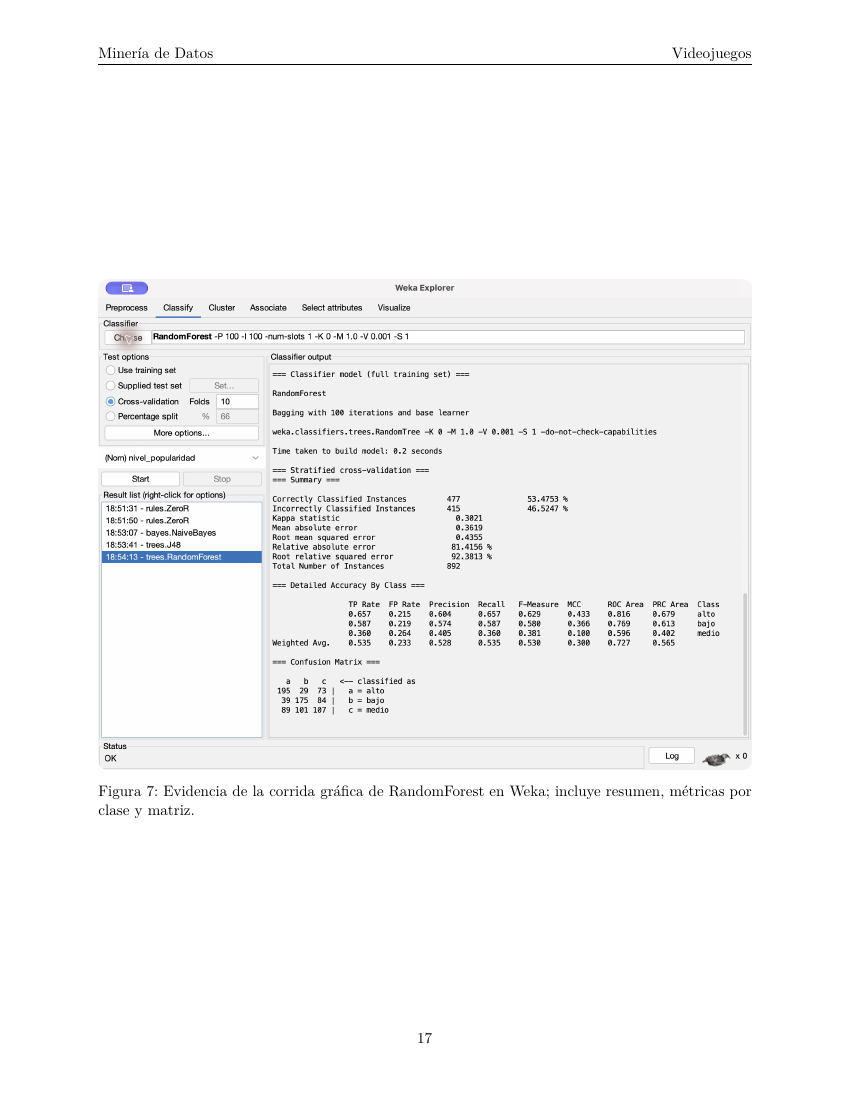 Minería de Datos Videojuegos
Weka Explorer
Preprocess Classify Cluster Associate Select attributes Visualize
Classifier
RandomForest -P 100 -I 100 -num-slots 1 -K 0 -M 1.0 -V 0.001 -S 1
Test options
Use training set
Supplied test set Set...
Cross-validation Folds 10
Percentage split % 66
More options...
(Nom) nivel_popularidad
Start Stop
Result list (right-click for options)
18:51:31 - rules.ZeroR
18:51:50 - rules.ZeroR
18:53:07 - bayes.NaiveBayes
18:53:41 - trees.J48
18:54:13 - trees.RandomForest
Classifier output
=== Classifier model (full training set) ===
RandomForest
Bagging with 100 iterations and base learner
weka.classifiers.trees.RandomTree -K 0 -M 1.0 -V 0.001 -S 1 -do-not-check-capabilities
Time taken to build model: 0.2 seconds
=== Stratified cross-validation ===
=== Summary ===
Correctly Classified Instances 477 53.4753 %
Incorrectly Classified Instances 415 46.5247 %
Kappa statistic 0.3021
Mean absolute error 0.3619
Root mean squared error 0.4355
Relative absolute error 81.4156 %
Root relative squared error 92.3813 %
Total Number of Instances 892
=== Detailed Accuracy By Class ===
TP Rate FP Rate Precision Recall F-Measure MCC ROC Area PRC Area Class
0.657 0.215 0.604 0.657 0.629 0.433 0.816 0.679 alto
0.587 0.219 0.574 0.587 0.580 0.366 0.769 0.613 bajo
0.360 0.264 0.405 0.360 0.381 0.100 0.596 0.402 medio
Weighted Avg. 0.535 0.233 0.528 0.535 0.530 0.300 0.727 0.565
=== Confusion Matrix ===
a b c <-- classified as
195 29 73 | a = alto
39 175 84 | b = bajo
89 101 107 | c = medio
Status
OK
Log x 0
Figura 7: Evidencia de la corrida gráfica de RandomForest en Weka; incluye resumen, métricas por
clase y matriz.
17